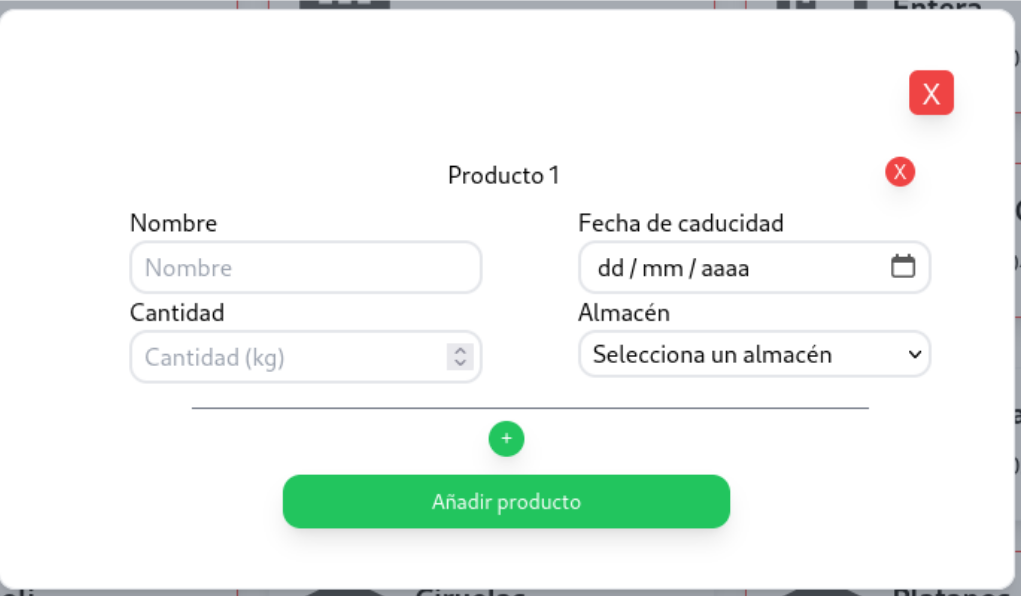 Entera
X
Producto 1
X
Nombre
Fecha de caducidad
Nombre
dd / mm / aaaa
Cantidad
Almacén
Cantidad (kg)
Selecciona un almacén
+
Añadir producto
Ciruelas
Platanos